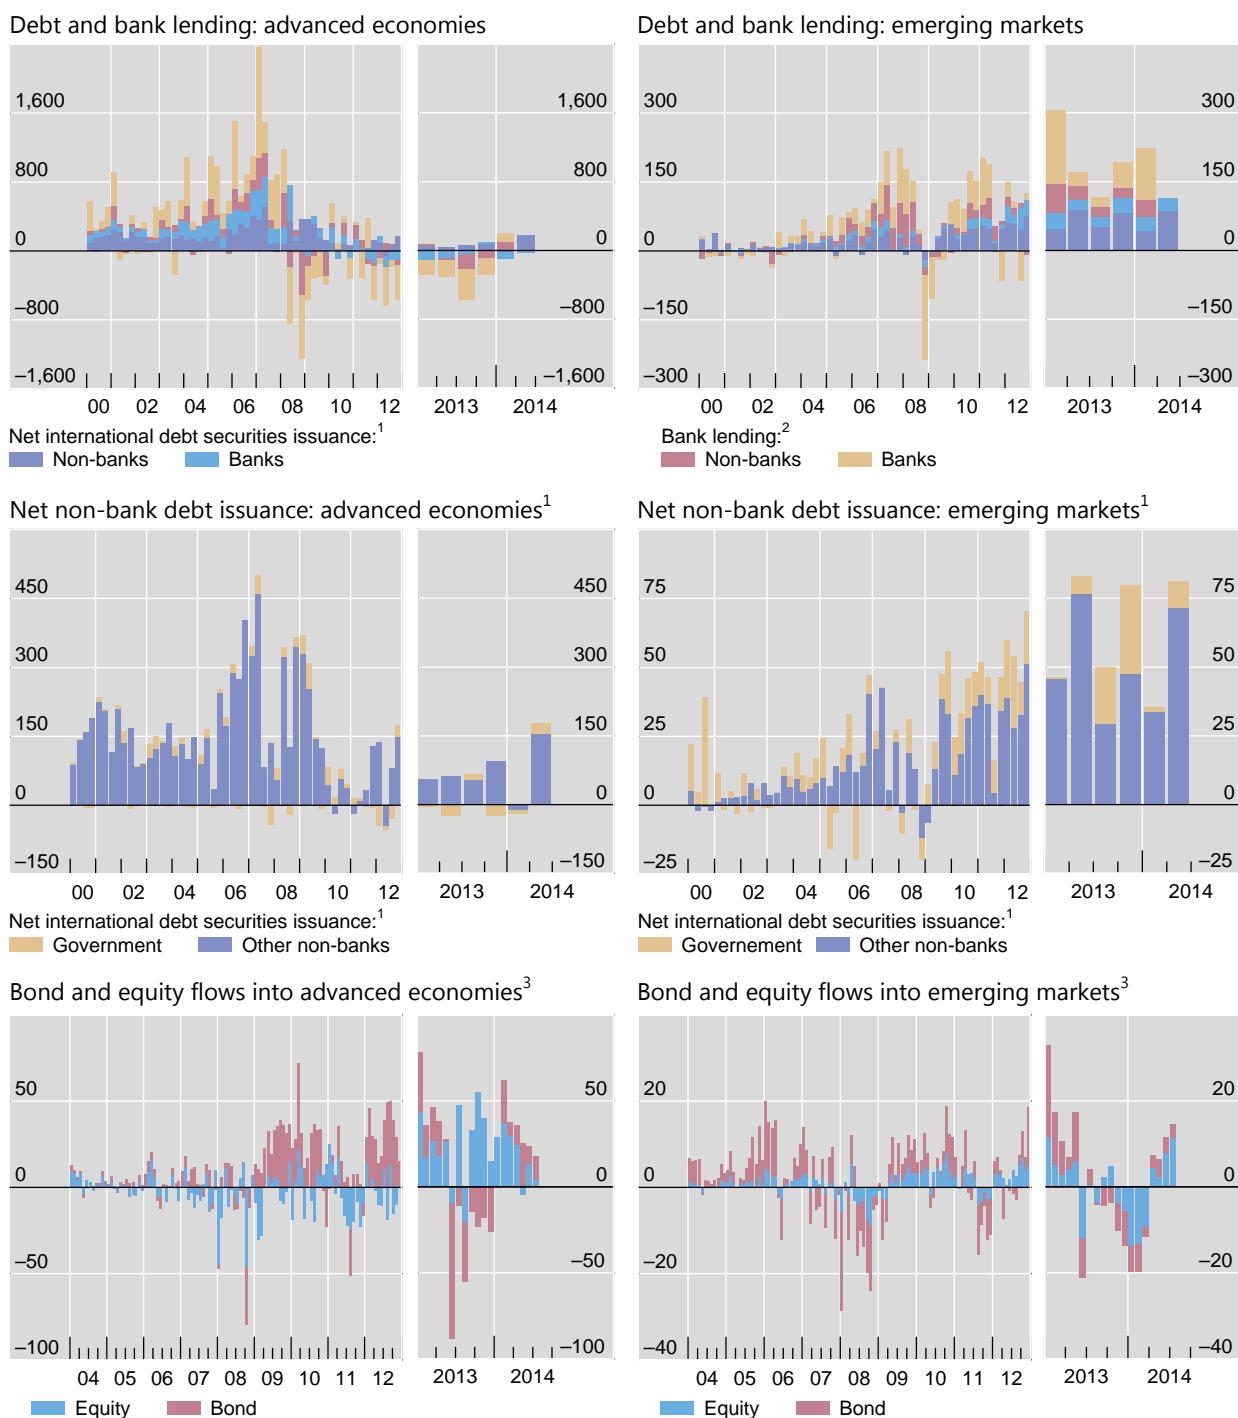 Debt and bank lending: advanced economies
Debt and bank lending: emerging markets
1,600 1,600
800 800
0 0
–800 –800
–1,600 –1,600
00 02 04 06 08 10 12 2013 2014
300 300
150 150
0 0
–150 –150
–300 –300
00 02 04 06 08 10 12 2013 2014
Net international debt securities issuance:1
Non-banks Banks
Bank lending:2
Non-banks Banks
Net non-bank debt issuance: advanced economies1
Net non-bank debt issuance: emerging markets1
450 450
300 300
150 150
0 0
–150 –150
00 02 04 06 08 10 12 2013 2014
75 75
50 50
25 25
0 0
–25 –25
00 02 04 06 08 10 12 2013 2014
Net international debt securities issuance:1
Government Other non-banks
Net international debt securities issuance:1
Governement Other non-banks
Bond and equity flows into advanced economies3
Bond and equity flows into emerging markets3
50 50
0 0
–50 –50
–100 –100
04 05 06 07 08 09 10 11 12 2013 2014
20 20
0 0
–20 –20
–40 –40
04 05 06 07 08 09 10 11 12 2013 2014
Equity Bond
Equity Bond